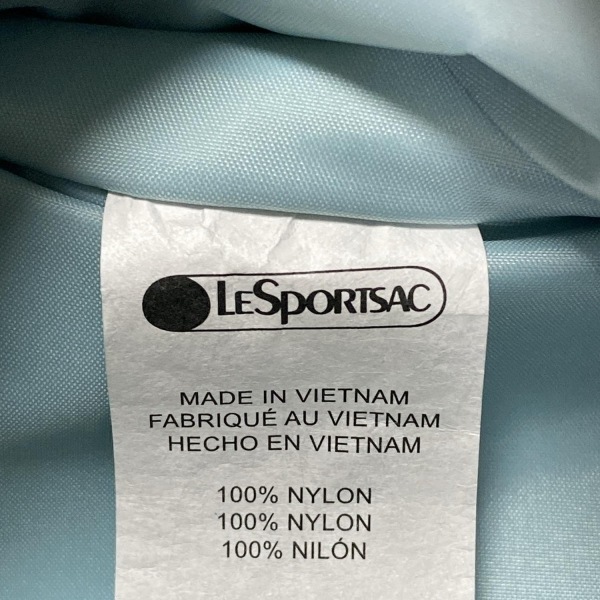 LESPORTSAC
MADE IN VIETNAM
FABRIQUÉ AU VIETNAM
HECHO EN VIETNAM
100% NYLON
100% NYLON
100% NILÓN